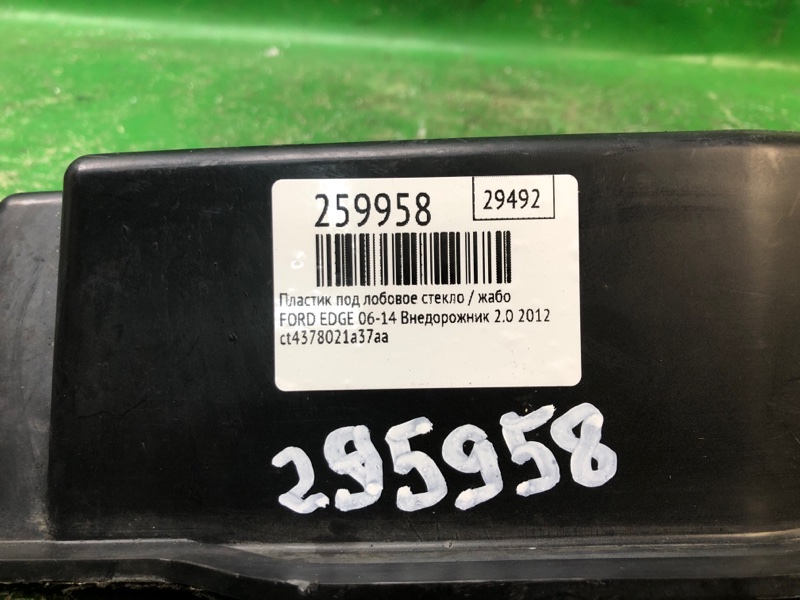 259958
29492
Пластик под лобовое стекло / жабо
FORD EDGE 06-14 Внедорожник 2.0 2012
ct4378021a37aa
295958